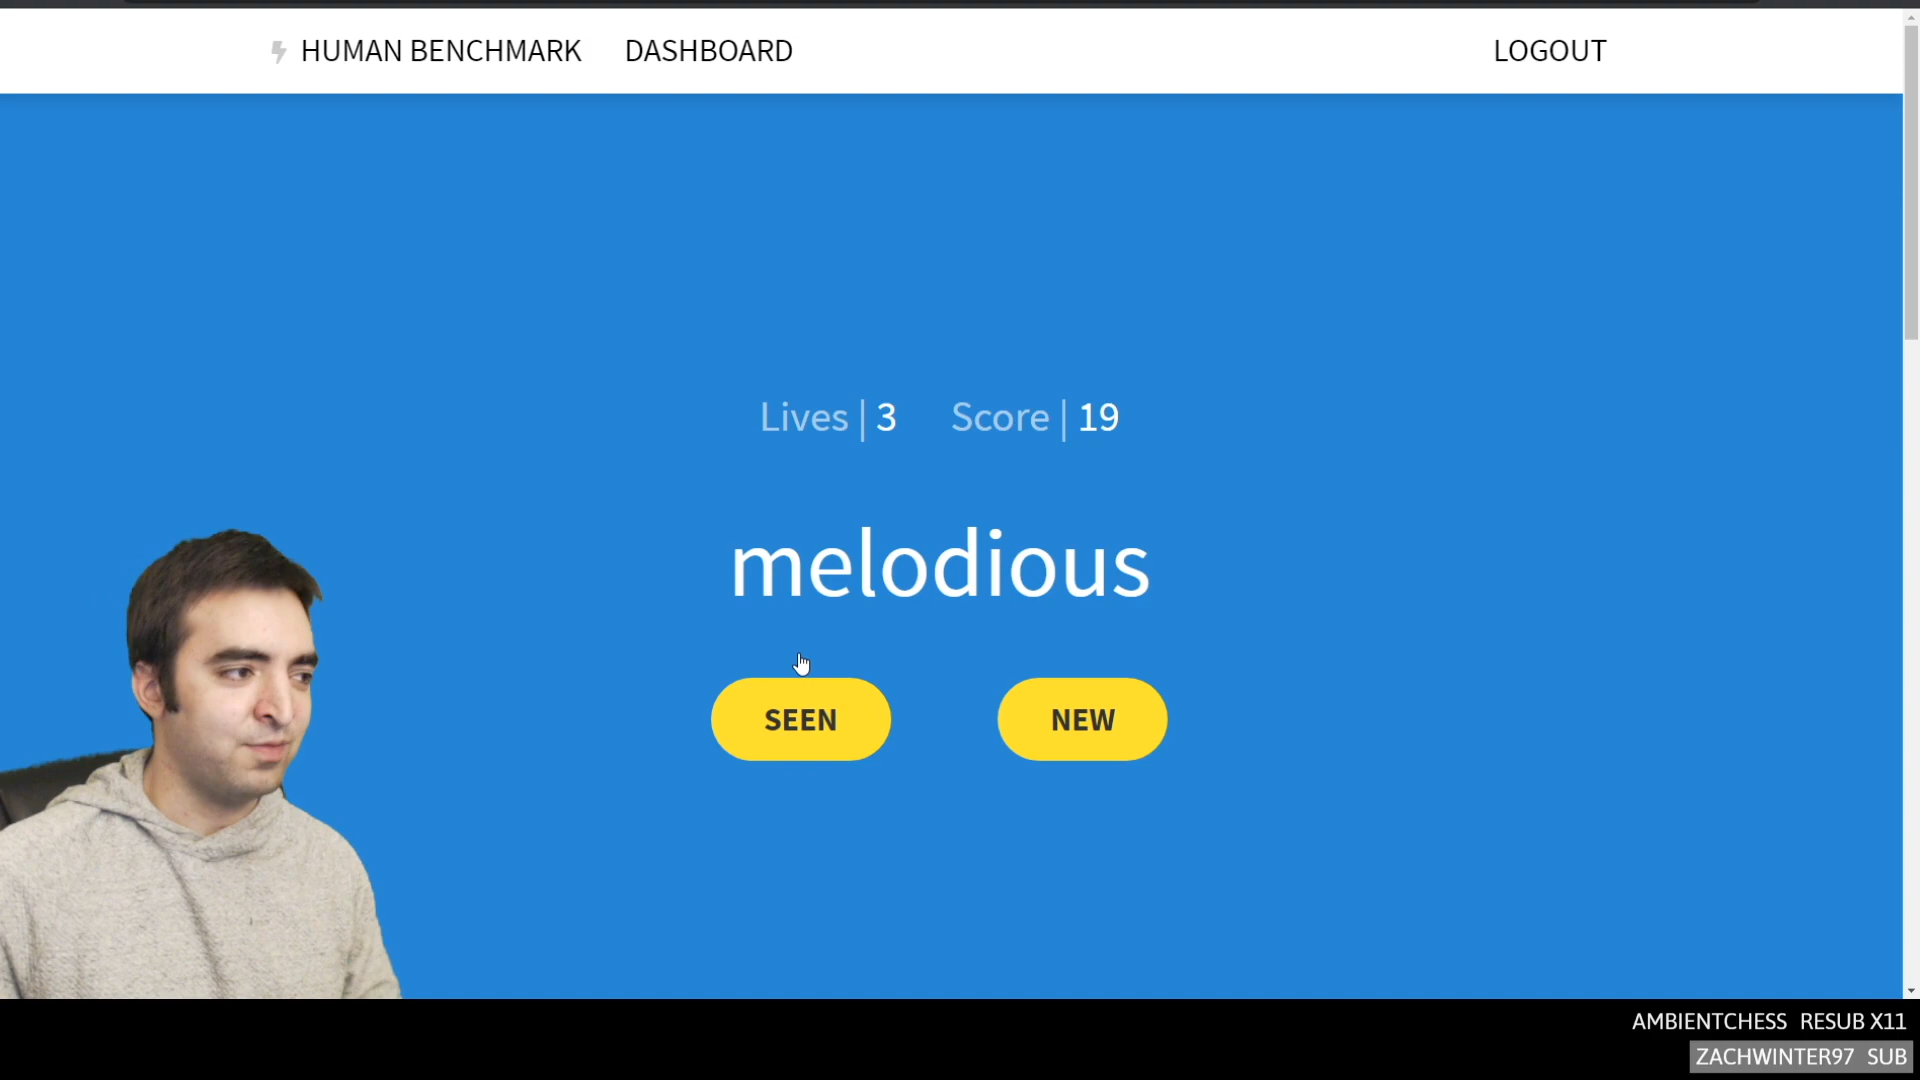 HUMAN BENCHMARK DASHBOARD LOGOUT
Lives | 3 Score | 19
melodious
SEEN NEW
AMBIENTCHESS RESUB X11
ZACHWINTER97 SUB